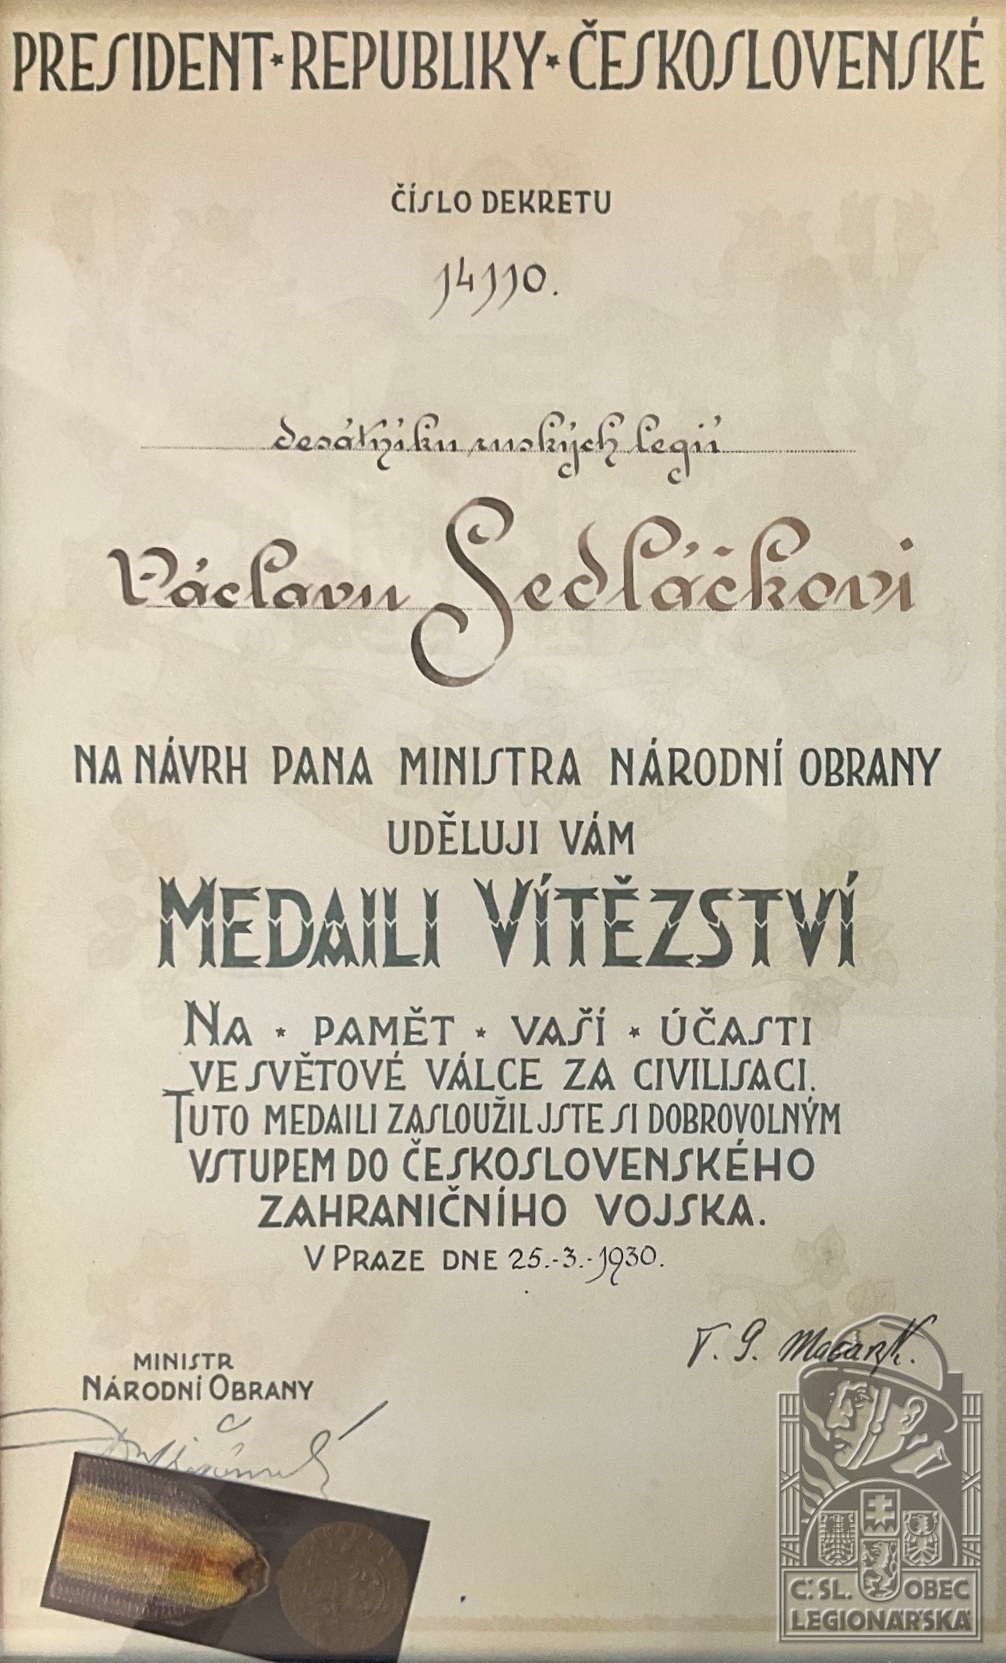 PRESIDENT★REPUBLIKY★ČESKOSLOVENSKÉ
ČÍSLO DEKRETU
14110.
desátníku ruských legií
Václavu Sedláčkovi
NA NÁVRH PANA MINISTRA NÁRODNÍ OBRANY
UDĚLUJI VÁM
MEDAILI VÍTĚZSTVÍ
NA ★ PAMĚT ★ VAŠÍ ★ ÚČASTI
VE SVĚTOVÉ VÁLCE ZA CIVILISACI.
TUTO MEDAILI ZASLOUŽIL JSTE SI DOBROVOLNÝM
VSTUPEM DO ČESKOSLOVENSKÉHO
ZAHRANIČNÍHO VOJSKA.
V PRAZE DNE 25.-3.-1930.
T. G. Masaryk.
MINISTR
NÁRODNÍ OBRANY
Č.SL. OBEC
LEGIONÁŘSKÁ